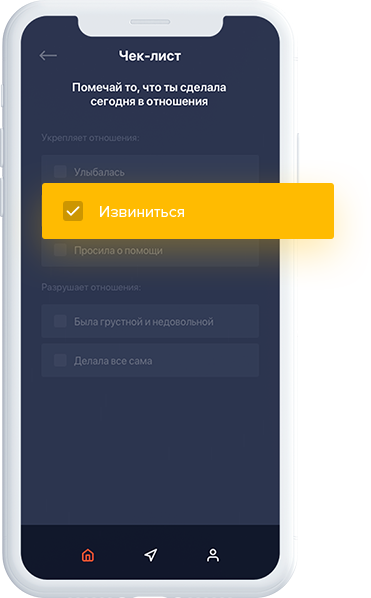 Чек-лист
Помечай то, что ты сделала
сегодня в отношения
Укрепляет отношения:
Улыбалась
Извиниться
Просила о помощи
Разрушает отношения:
Была грустной и недовольной
Делала все сама